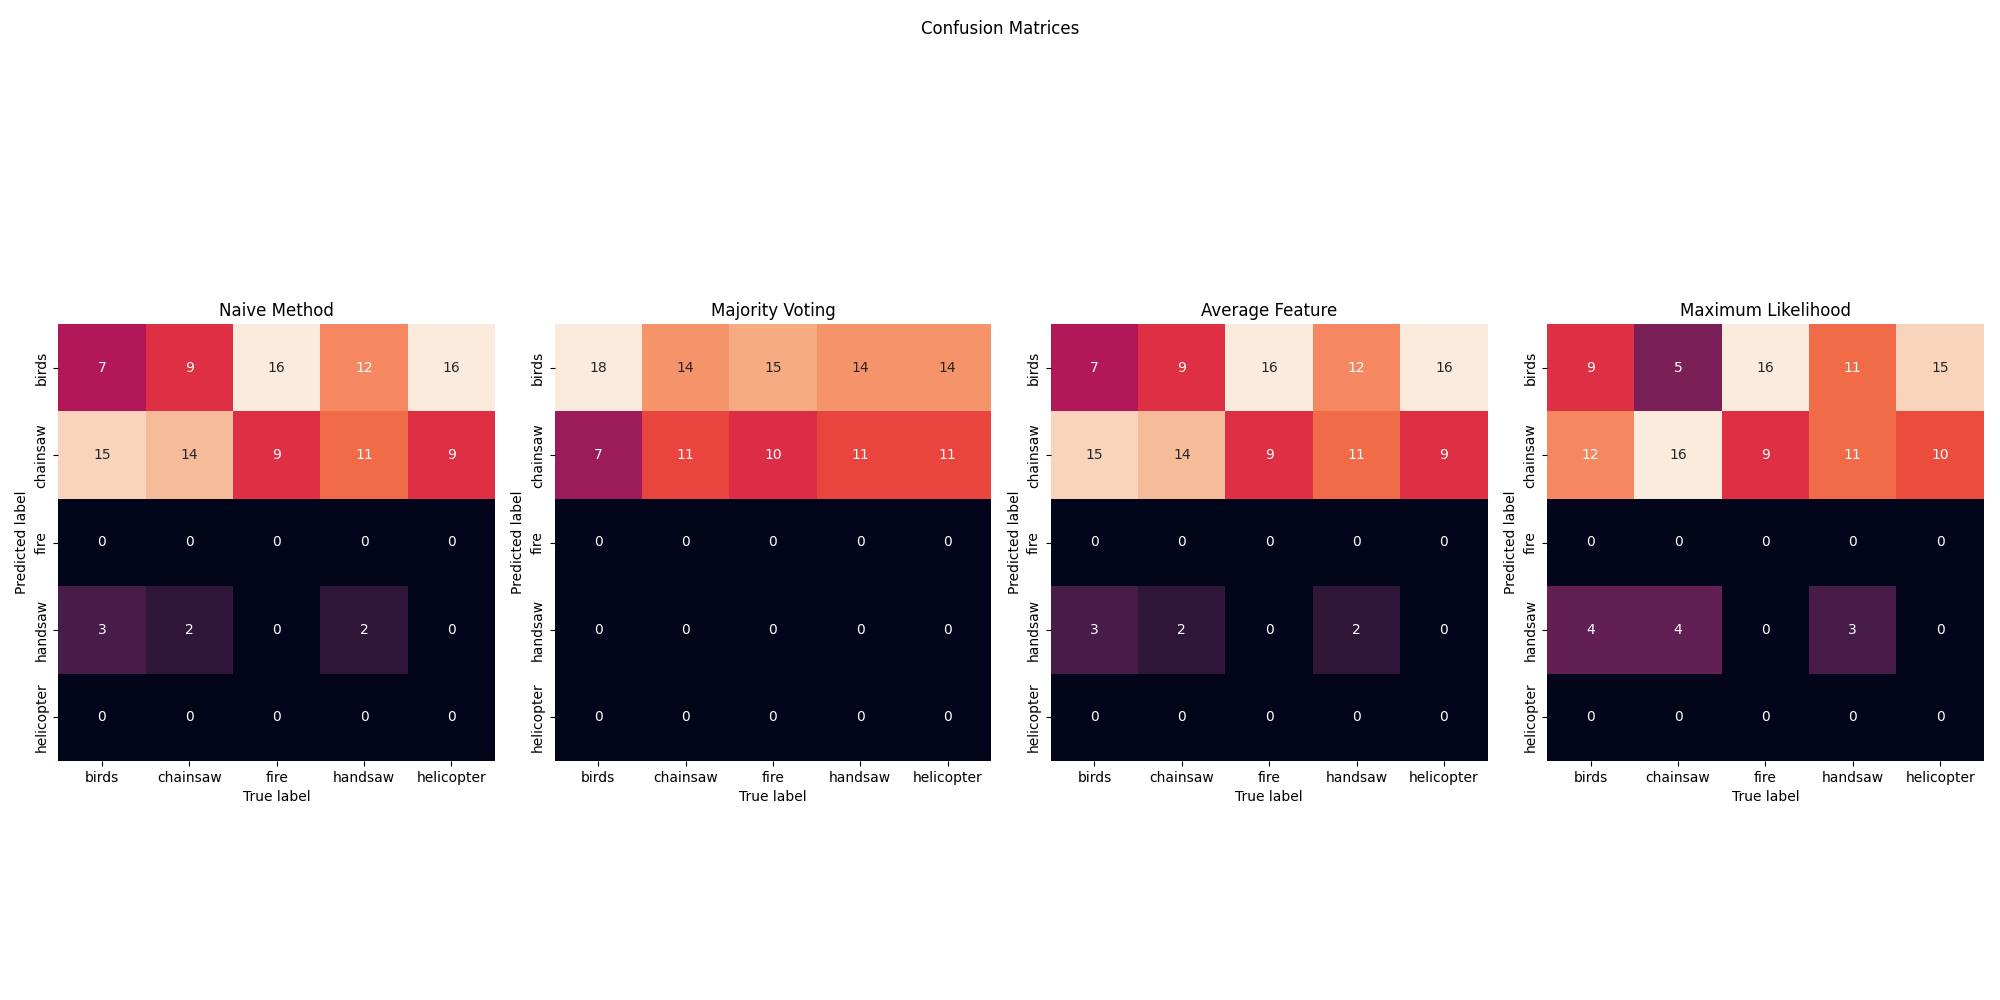 Confusion Matrices
Naive Method
Predicted label
birds 7 9 16 12 16
chainsaw 15 14 9 11 9
fire 0 0 0 0 0
handsaw 3 2 0 2 0
helicopter 0 0 0 0 0
birds chainsaw fire handsaw helicopter
True label
Majority Voting
Predicted label
birds 18 14 15 14 14
chainsaw 7 11 10 11 11
fire 0 0 0 0 0
handsaw 0 0 0 0 0
helicopter 0 0 0 0 0
birds chainsaw fire handsaw helicopter
True label
Average Feature
Predicted label
birds 7 9 16 12 16
chainsaw 15 14 9 11 9
fire 0 0 0 0 0
handsaw 3 2 0 2 0
helicopter 0 0 0 0 0
birds chainsaw fire handsaw helicopter
True label
Maximum Likelihood
Predicted label
birds 9 5 16 11 15
chainsaw 12 16 9 11 10
fire 0 0 0 0 0
handsaw 4 4 0 3 0
helicopter 0 0 0 0 0
birds chainsaw fire handsaw helicopter
True label